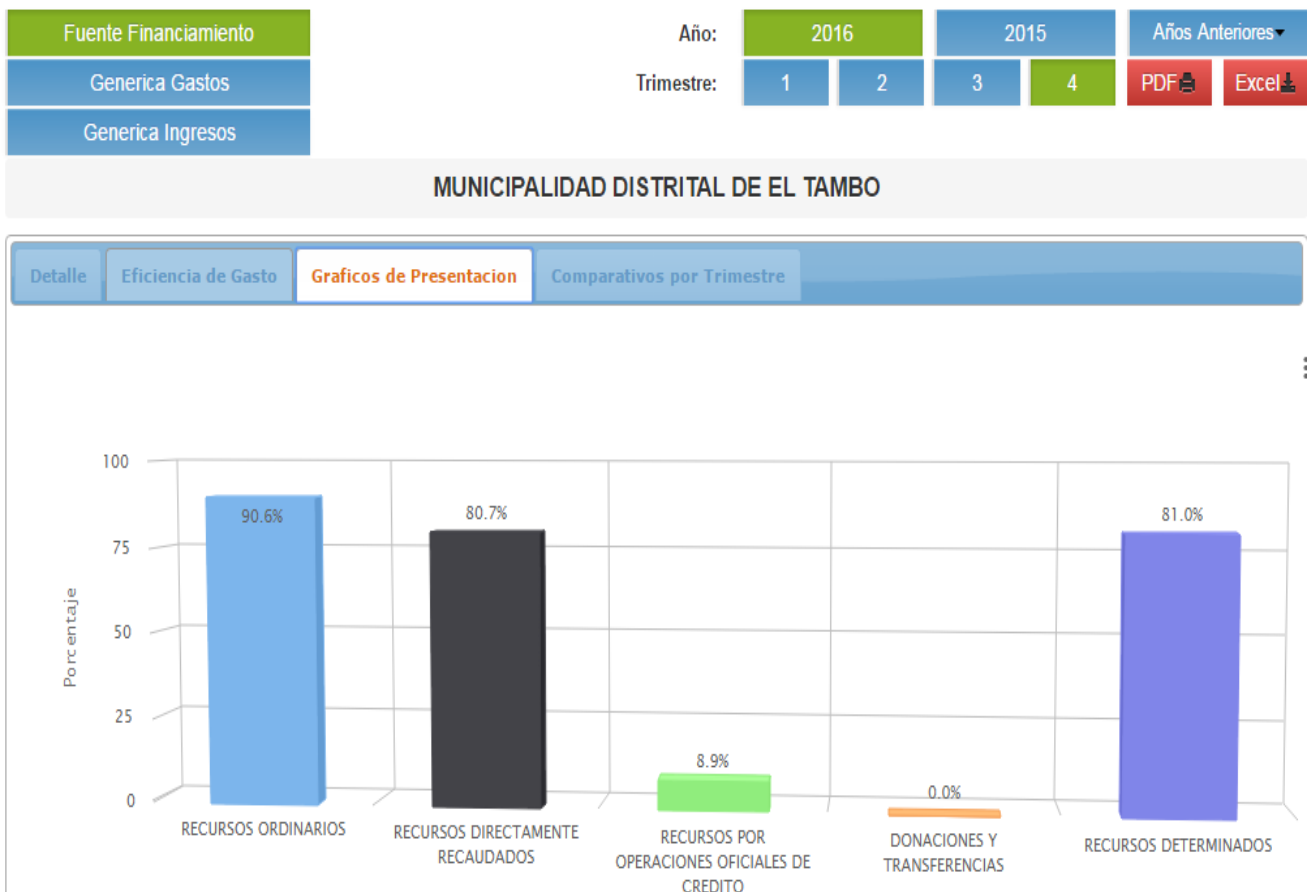 Fuente Financiamiento
Generica Gastos
Generica Ingresos
Año: 2016 2015 Años Anteriores
Trimestre: 1 2 3 4 PDF Excel
MUNICIPALIDAD DISTRITAL DE EL TAMBO
Detalle Eficiencia de Gasto Graficos de Presentacion Comparativos por Trimestre
100
75
50
25
0
Porcentaje
90.6%
80.7%
8.9%
0.0%
81.0%
RECURSOS ORDINARIOS
RECURSOS DIRECTAMENTE
RECAUDADOS
RECURSOS POR
OPERACIONES OFICIALES DE
CREDITO
DONACIONES Y
TRANSFERENCIAS
RECURSOS DETERMINADOS